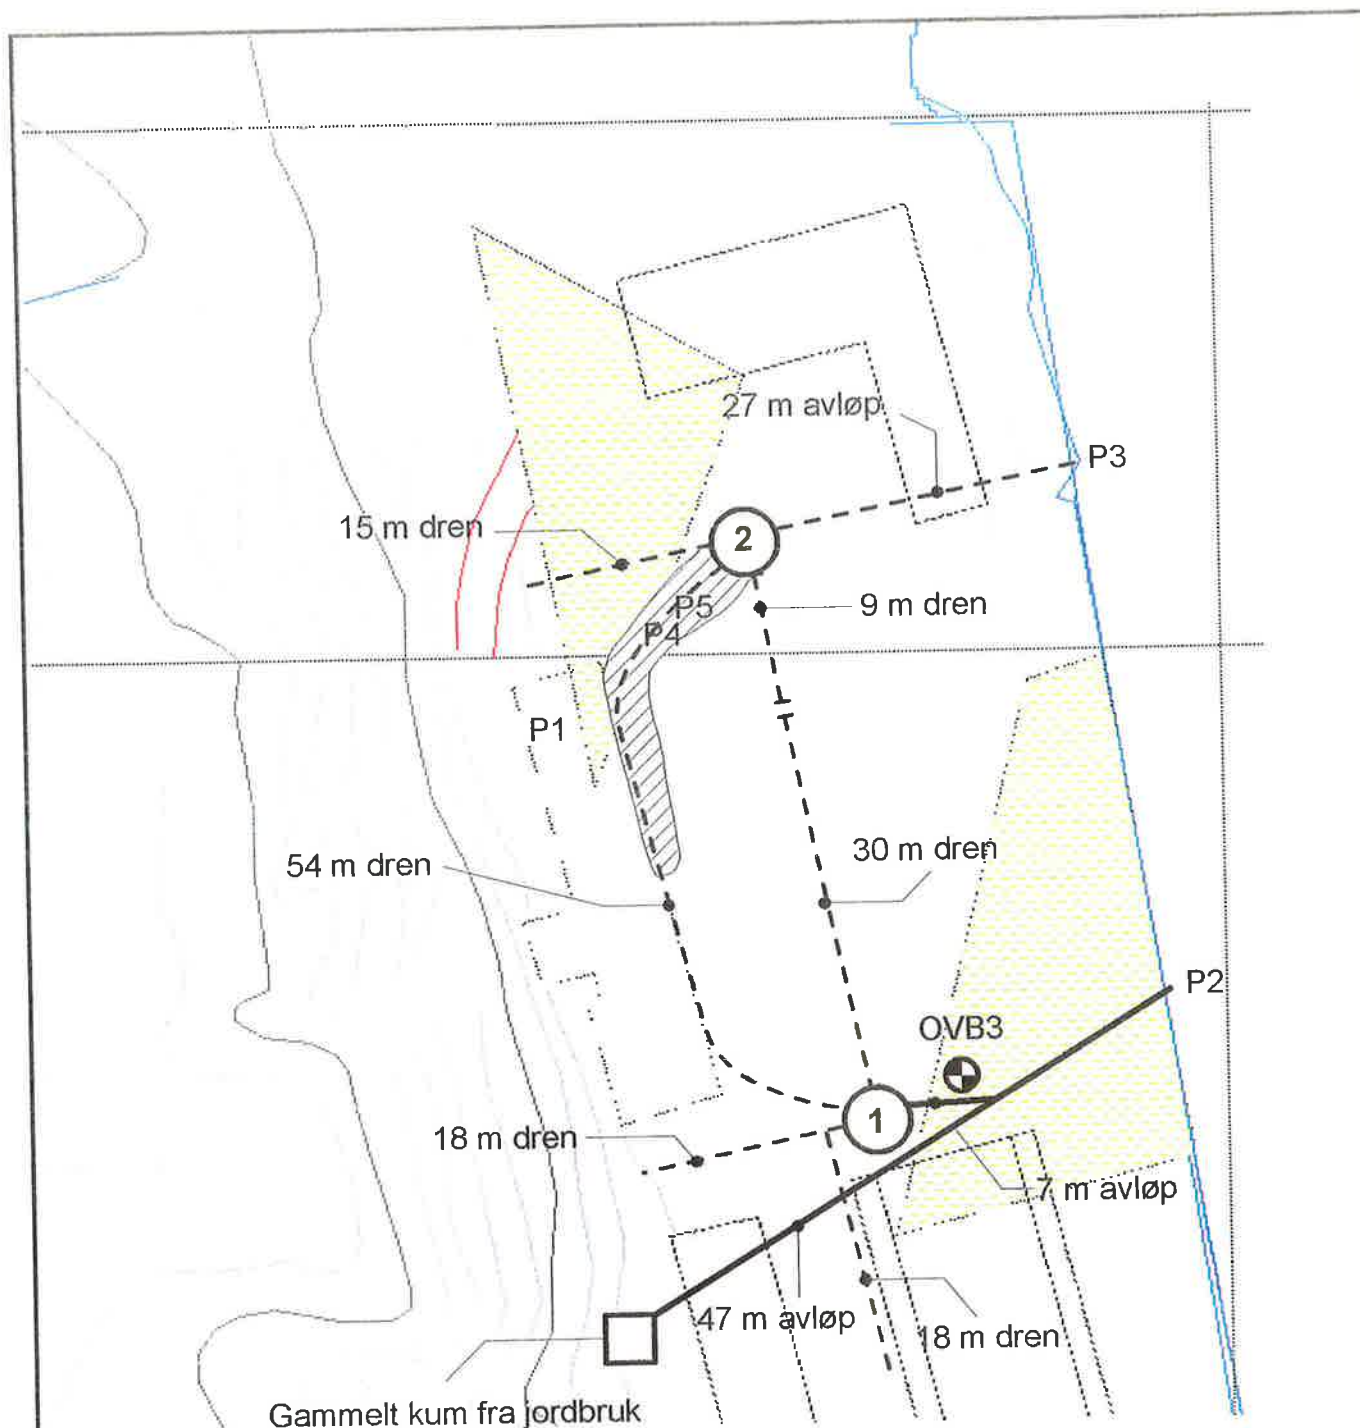 27 m avløp
P3
15 m dren
2
9 m dren
P5
P4
P1
54 m dren
30 m dren
P2
OVB3
1
18 m dren
7 m avløp
47 m avløp
18 m dren
Gammelt kum fra jordbruk